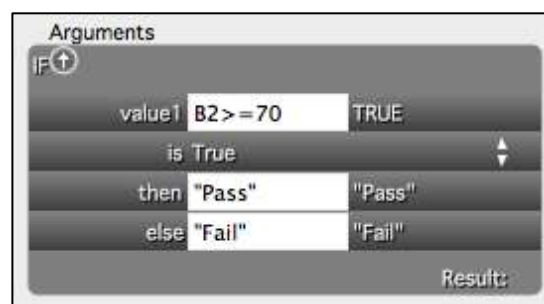 Arguments
IF
value1 B2>=70 TRUE
is True
then "Pass" "Pass"
else "Fail" "Fail"
Result: